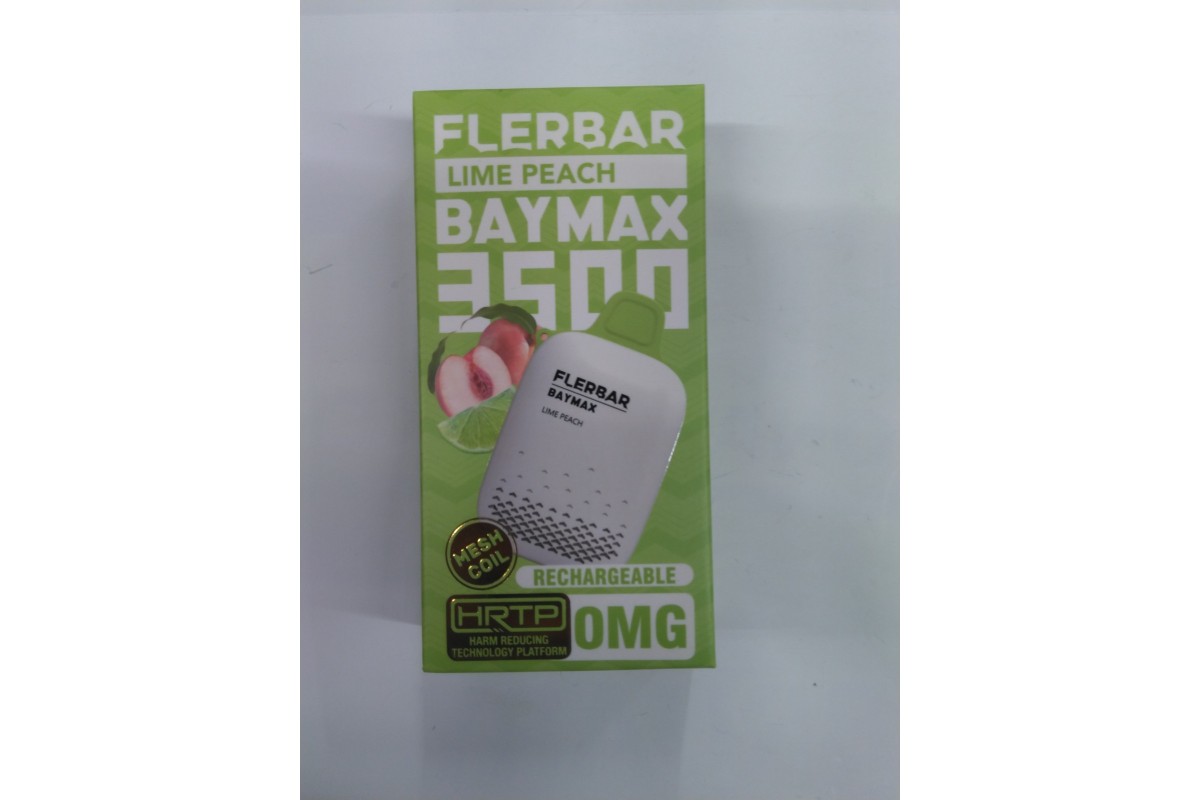 FLERBAR
LIME PEACH
BAYMAX
3500
FLERBAR
BAYMAX
LIME PEACH
MESH
COIL
RECHARGEABLE
HRTP
HARM REDUCING
TECHNOLOGY PLATFORM
0MG